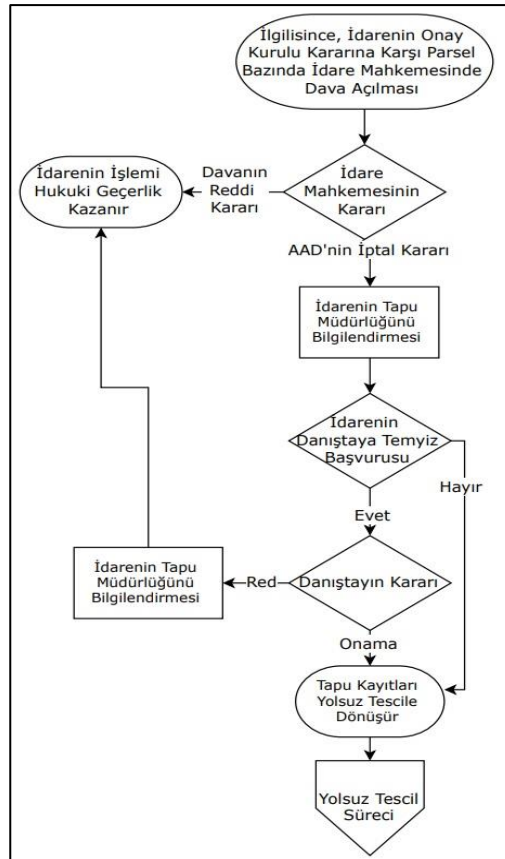 İlgilisince, İdarenin Onay
Kurulu Kararına Karşı Parsel
Bazında İdare Mahkemesinde
Dava Açılması
İdarenin İşlemi
Hukuki Geçerlik
Kazanır
Davanın
Reddi
Kararı
İdare
Mahkemesinin
Kararı
AAD'nin İptal Kararı
İdarenin Tapu
Müdürlüğünü
Bilgilendirmesi
İdarenin
Danıştaya Temyiz
Başvurusu
Hayır
Evet
İdarenin Tapu
Müdürlüğünü
Bilgilendirmesi
Red
Danıştayın Kararı
Onama
Tapu Kayıtları
Yolsuz Tescile
Dönüşür
Yolsuz Tescil
Süreci